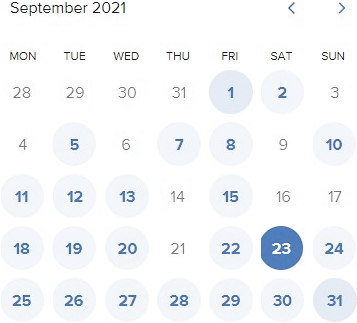 September 2021
MON TUE WED THU FRI SAT SUN
28 29 30 31 1 2 3
4 5 6 7 8 9 10
11 12 13 14 15 16 17
18 19 20 21 22 23 24
25 26 27 28 29 30 31